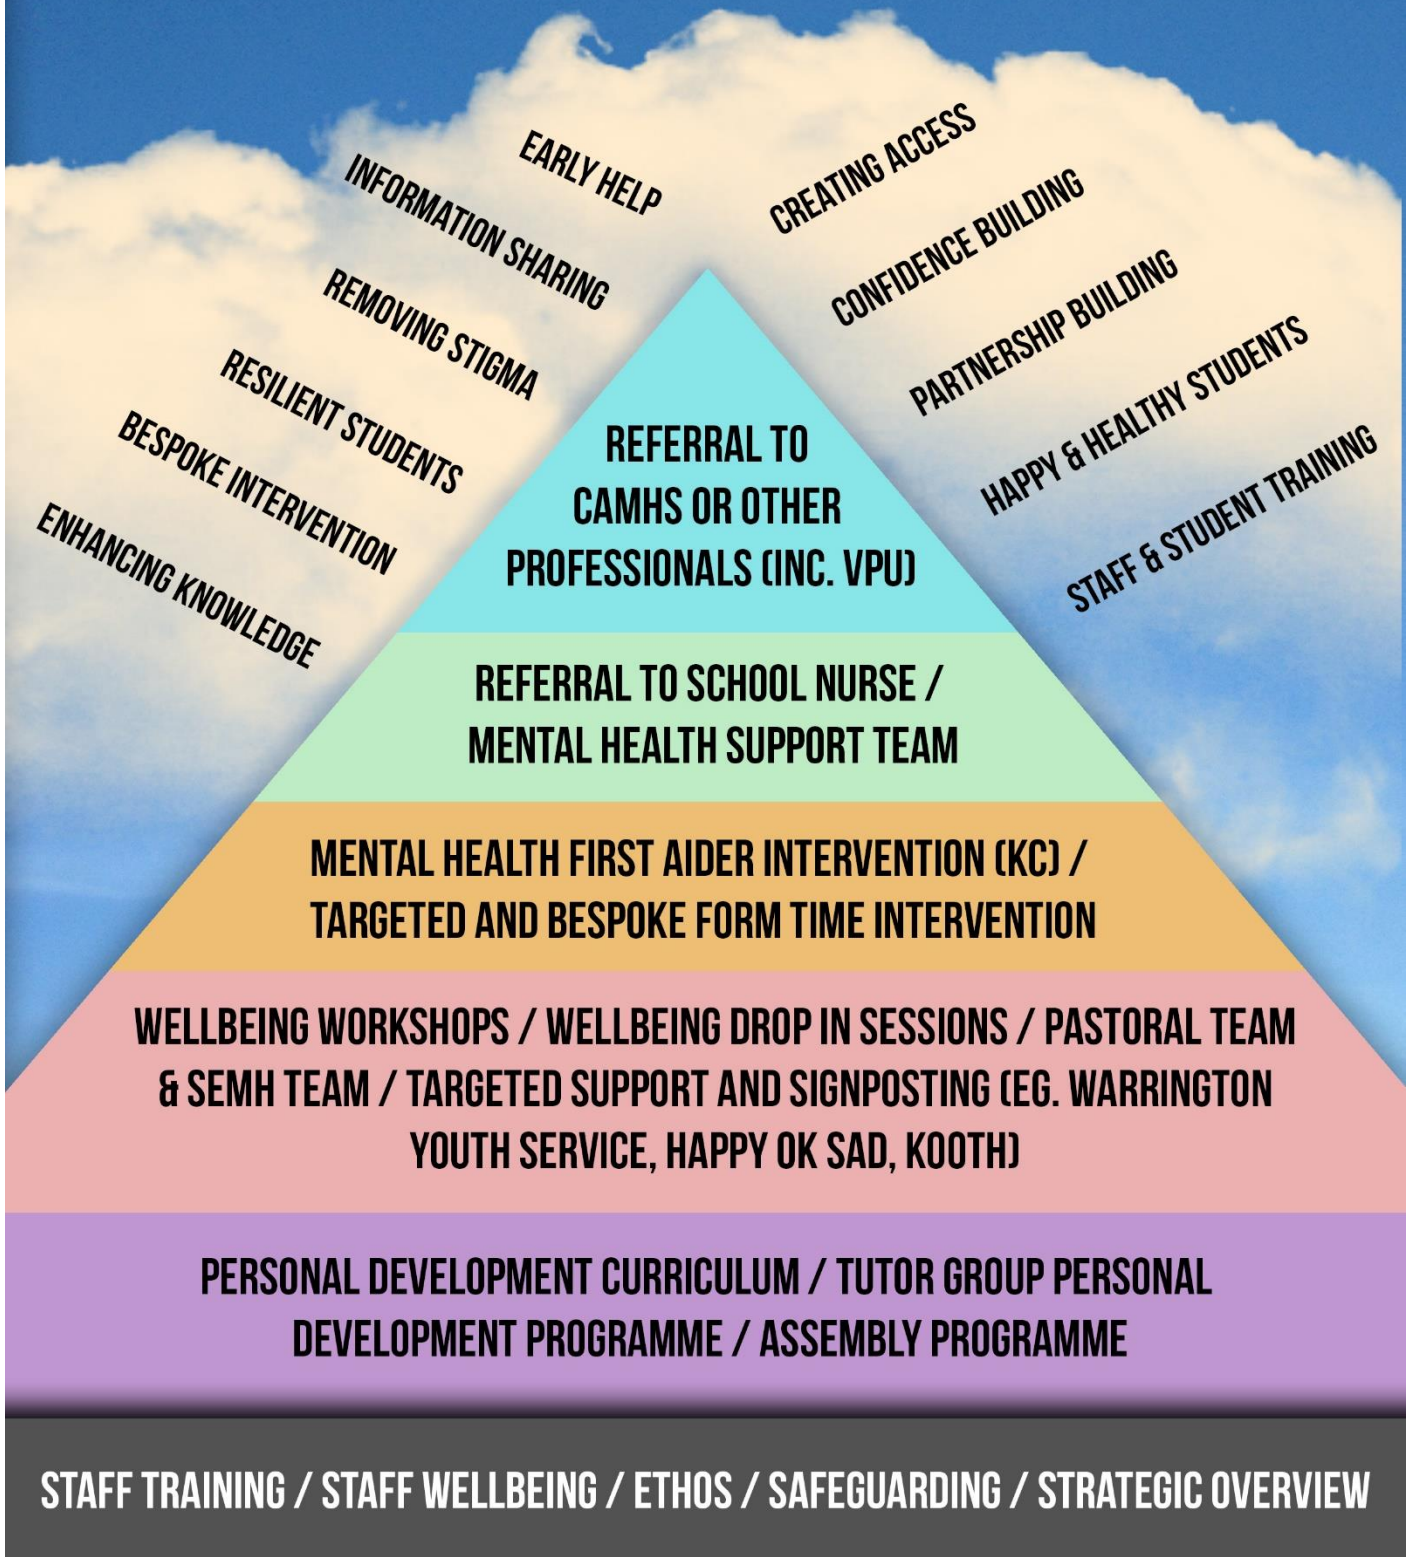 EARLY HELP
INFORMATION SHARING
REMOVING STIGMA
RESILIENT STUDENTS
BESPOKE INTERVENTION
ENHANCING KNOWLEDGE
CREATING ACCESS
CONFIDENCE BUILDING
PARTNERSHIP BUILDING
HAPPY & HEALTHY STUDENTS
STAFF & STUDENT TRAINING
REFERRAL TO
CAMHS OR OTHER
PROFESSIONALS (INC. VPU)
REFERRAL TO SCHOOL NURSE /
MENTAL HEALTH SUPPORT TEAM
MENTAL HEALTH FIRST AIDER INTERVENTION (KC) /
TARGETED AND BESPOKE FORM TIME INTERVENTION
WELLBEING WORKSHOPS / WELLBEING DROP IN SESSIONS / PASTORAL TEAM
& SEMH TEAM / TARGETED SUPPORT AND SIGNPOSTING (EG. WARRINGTON
YOUTH SERVICE, HAPPY OK SAD, KOOTH)
PERSONAL DEVELOPMENT CURRICULUM / TUTOR GROUP PERSONAL
DEVELOPMENT PROGRAMME / ASSEMBLY PROGRAMME
STAFF TRAINING / STAFF WELLBEING / ETHOS / SAFEGUARDING / STRATEGIC OVERVIEW